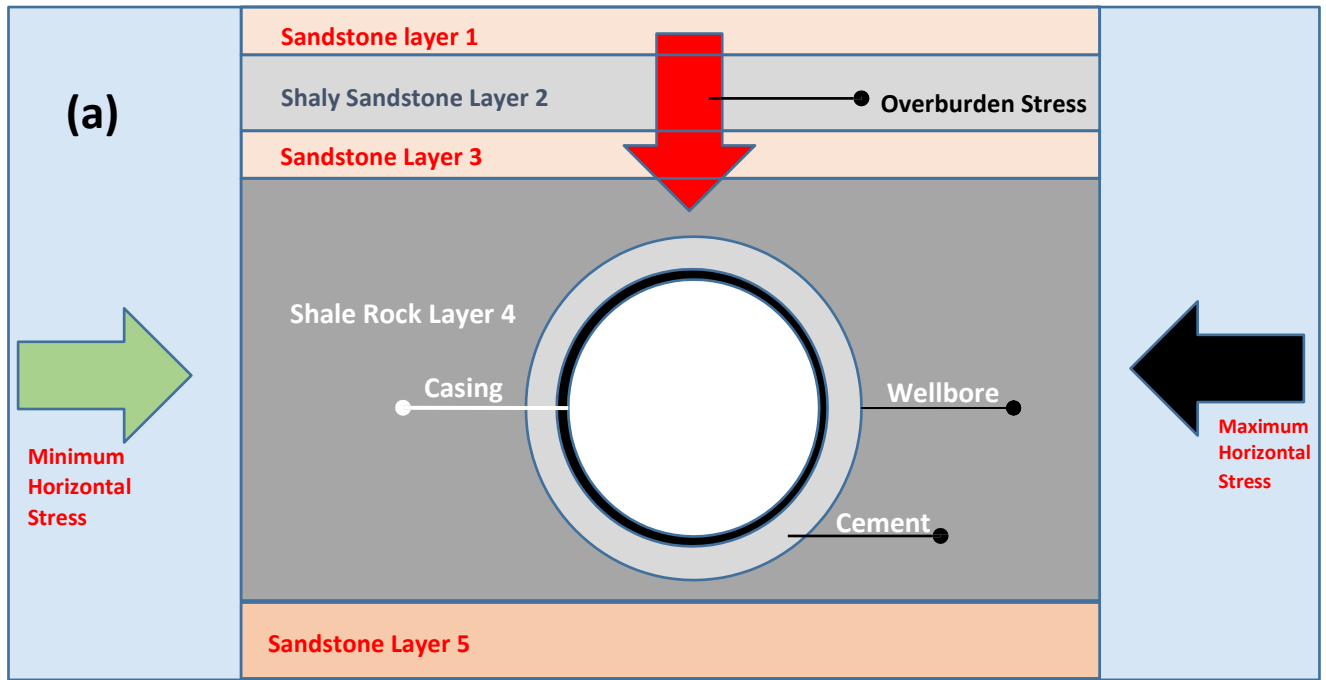 Sandstone layer 1
(a)
Shaly Sandstone Layer 2
Overburden Stress
Sandstone Layer 3
Shale Rock Layer 4
Casing
Wellbore
Minimum
Horizontal
Stress
Maximum
Horizontal
Stress
Cement
Sandstone Layer 5